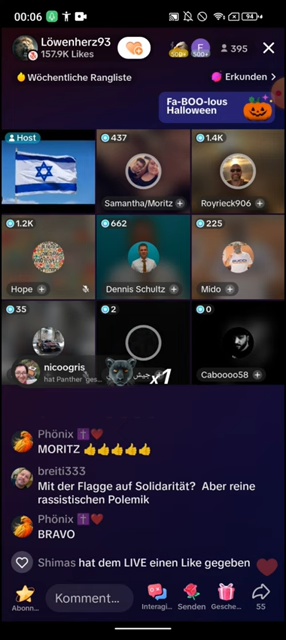 00:06
94
Löwenherz93
157.9K Likes
500+
500+
395
Wöchentliche Rangliste
Erkunden >
Fa-BOO-lous
Halloween
Host
437
1.4K
Samantha/Moritz +
Royrieck906 +
1.2K
662
225
Hope +
Dennis Schultz +
Mido +
35
2
0
nicoogris
hat Panther
x1
Caboooo58 +
Phönix
MORITZ 👍👍👍👍👍
breiti333
Mit der Flagge auf Solidarität? Aber reine
rassistischen Polemik
Phönix
BRAVO
Shimas hat dem LIVE einen Like gegeben
Komment...
Abonn...
Interagi...
Senden
Gesche...
55